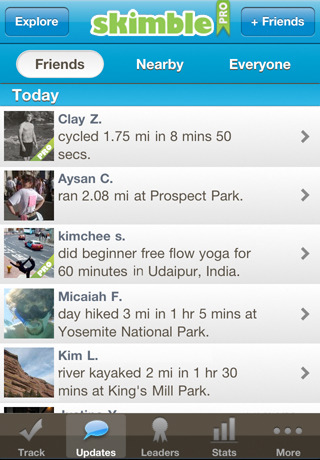 Explore
skimble
PRO
+ Friends
Friends
Nearby
Everyone
Today
Clay Z.
cycled 1.75 mi in 8 mins 50
secs.
PRO
Aysan C.
ran 2.08 mi at Prospect Park.
kimchee s.
did beginner free flow yoga for
60 minutes in Udaipur, India.
PRO
Micaiah F.
day hiked 3 mi in 1 hr 5 mins at
Yosemite National Park.
Kim L.
river kayaked 2 mi in 1 hr 30
mins at King's Mill Park.
Track
Updates
Leaders
Stats
More